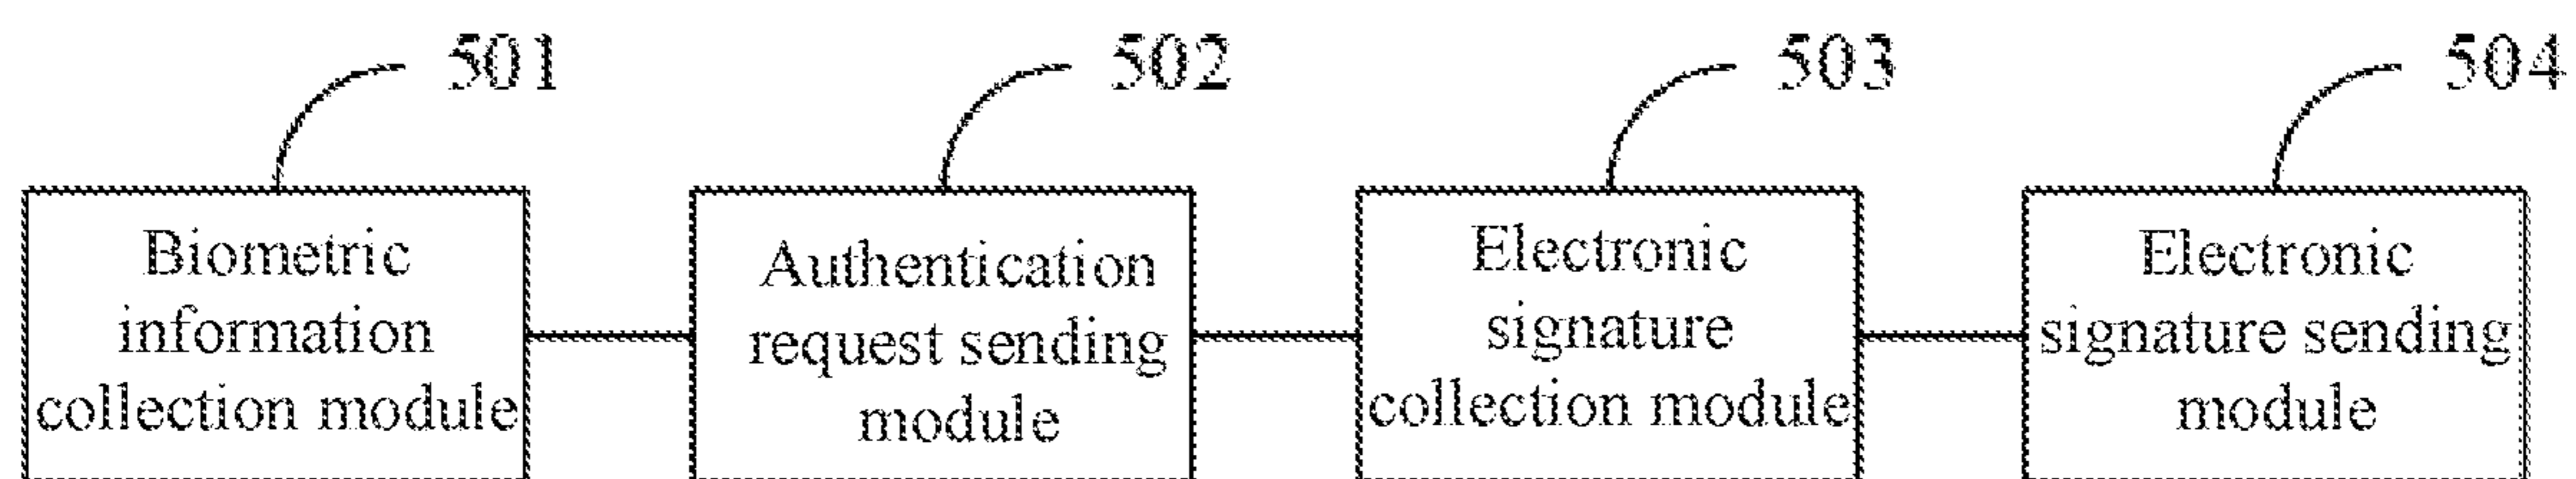 501
502
503
504
Biometric
information
collection module
Authentication
request sending
module
Electronic
signature
collection module
Electronic
signature sending
module